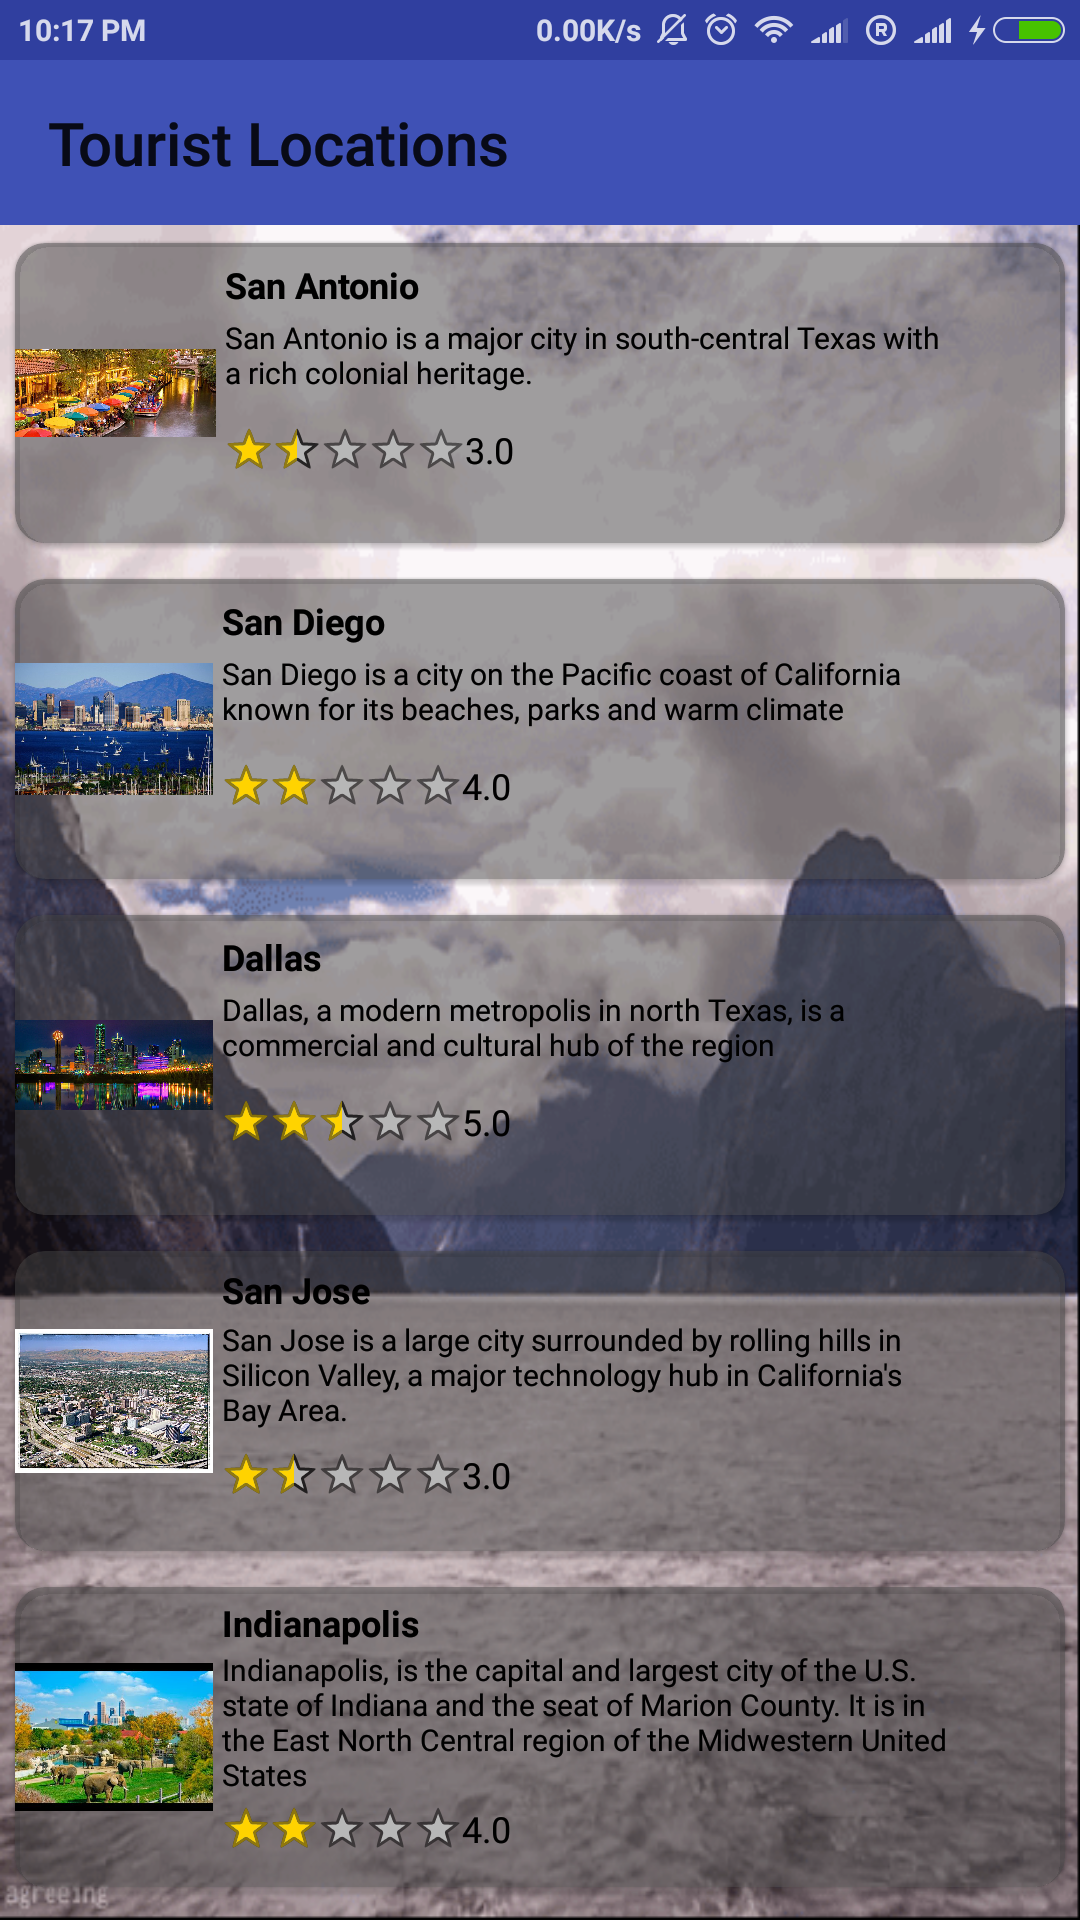 10:17 PM 0.00K/s R
Tourist Locations
San Antonio
San Antonio is a major city in south-central Texas with
a rich colonial heritage.
3.0
San Diego
San Diego is a city on the Pacific coast of California
known for its beaches, parks and warm climate
4.0
Dallas
Dallas, a modern metropolis in north Texas, is a
commercial and cultural hub of the region
5.0
San Jose
San Jose is a large city surrounded by rolling hills in
Silicon Valley, a major technology hub in California's
Bay Area.
3.0
Indianapolis
Indianapolis, is the capital and largest city of the U.S.
state of Indiana and the seat of Marion County. It is in
the East North Central region of the Midwestern United
States
4.0
agreeing